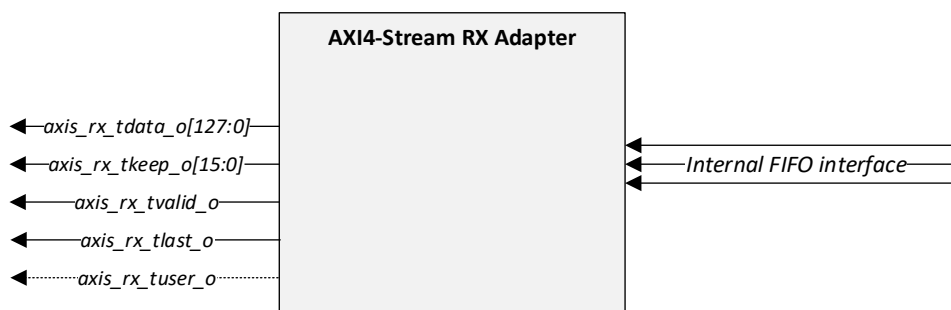 AXI4-Stream RX Adapter
axis_rx_tdata_o[127:0]
axis_rx_tkeep_o[15:0]
Internal FIFO interface
axis_rx_tvalid_o
axis_rx_tlast_o
axis_rx_tuser_o